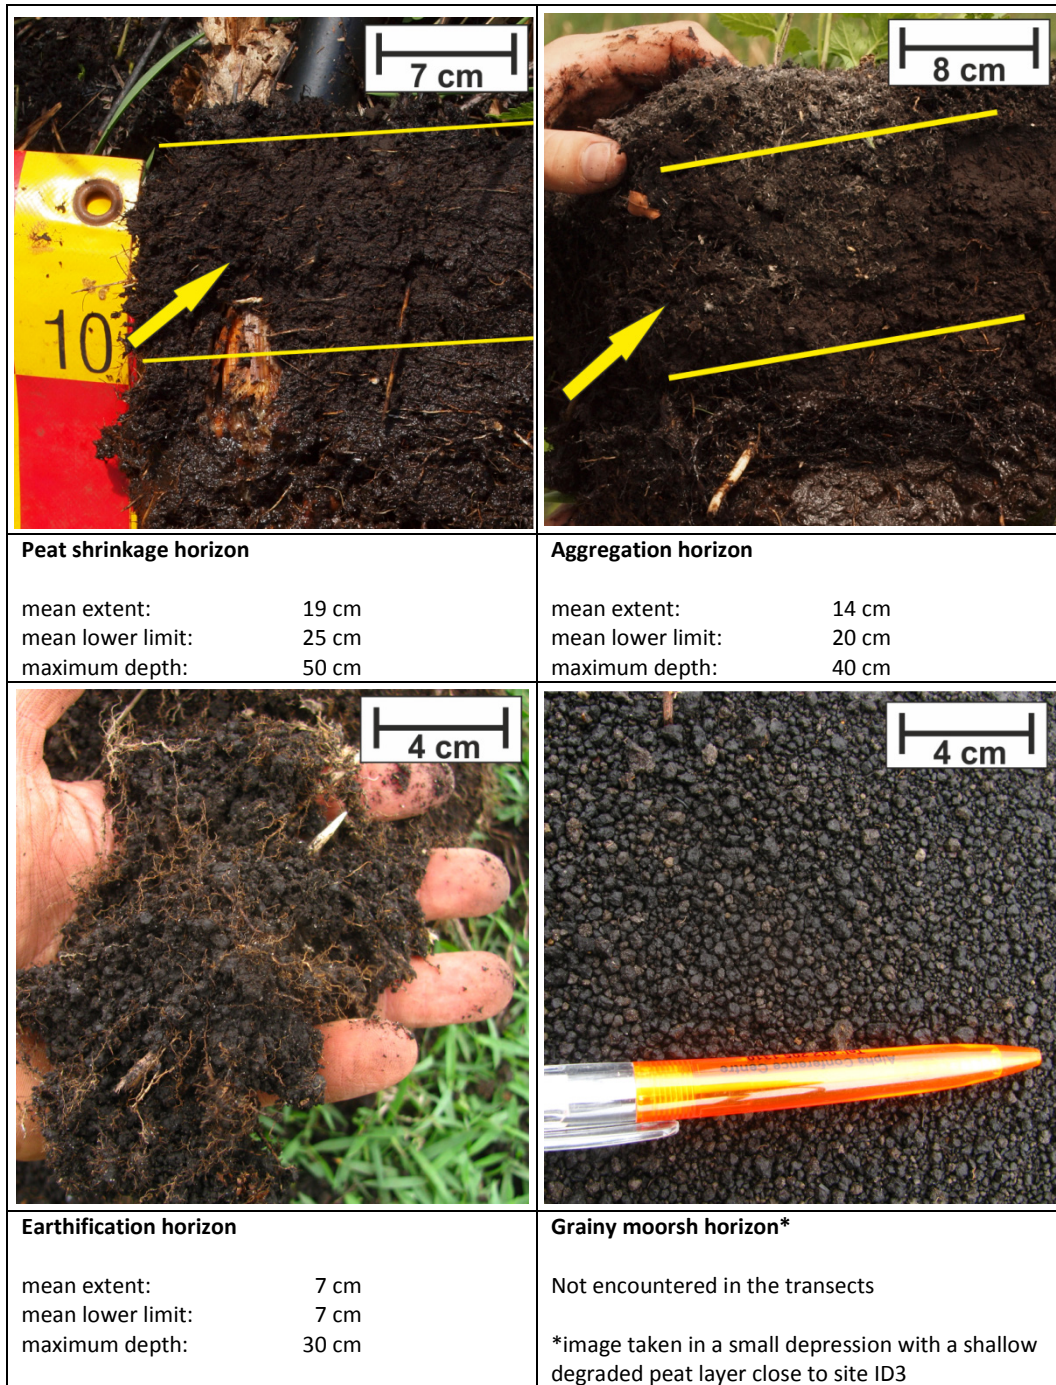 7 cm
10
8 cm
Peat shrinkage horizon
mean extent: 19 cm
mean lower limit: 25 cm
maximum depth: 50 cm
Aggregation horizon
mean extent: 14 cm
mean lower limit: 20 cm
maximum depth: 40 cm
4 cm
4 cm
Alpha Conference Centre
Earthification horizon
mean extent: 7 cm
mean lower limit: 7 cm
maximum depth: 30 cm
Grainy moorsh horizon*
Not encountered in the transects
*image taken in a small depression with a shallow
degraded peat layer close to site ID3